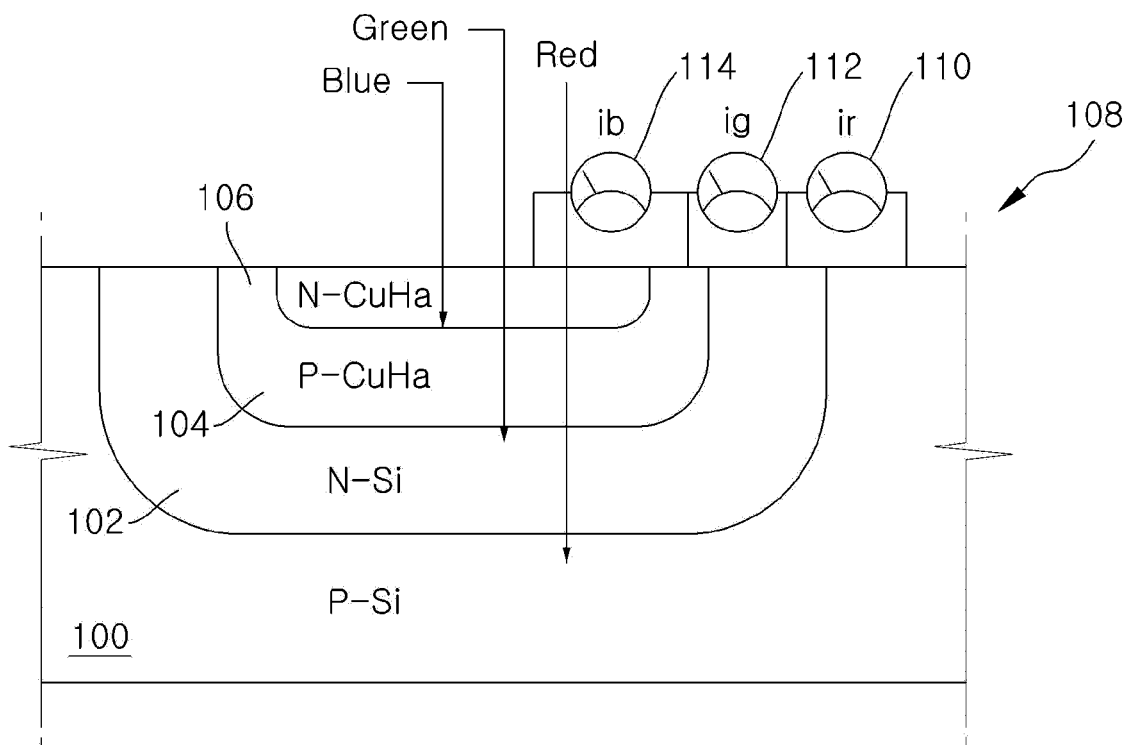 Green
Red
Blue
114
112
110
ib
ig
ir
108
106
N-CuHa
P-CuHa
104
N-Si
102
P-Si
100